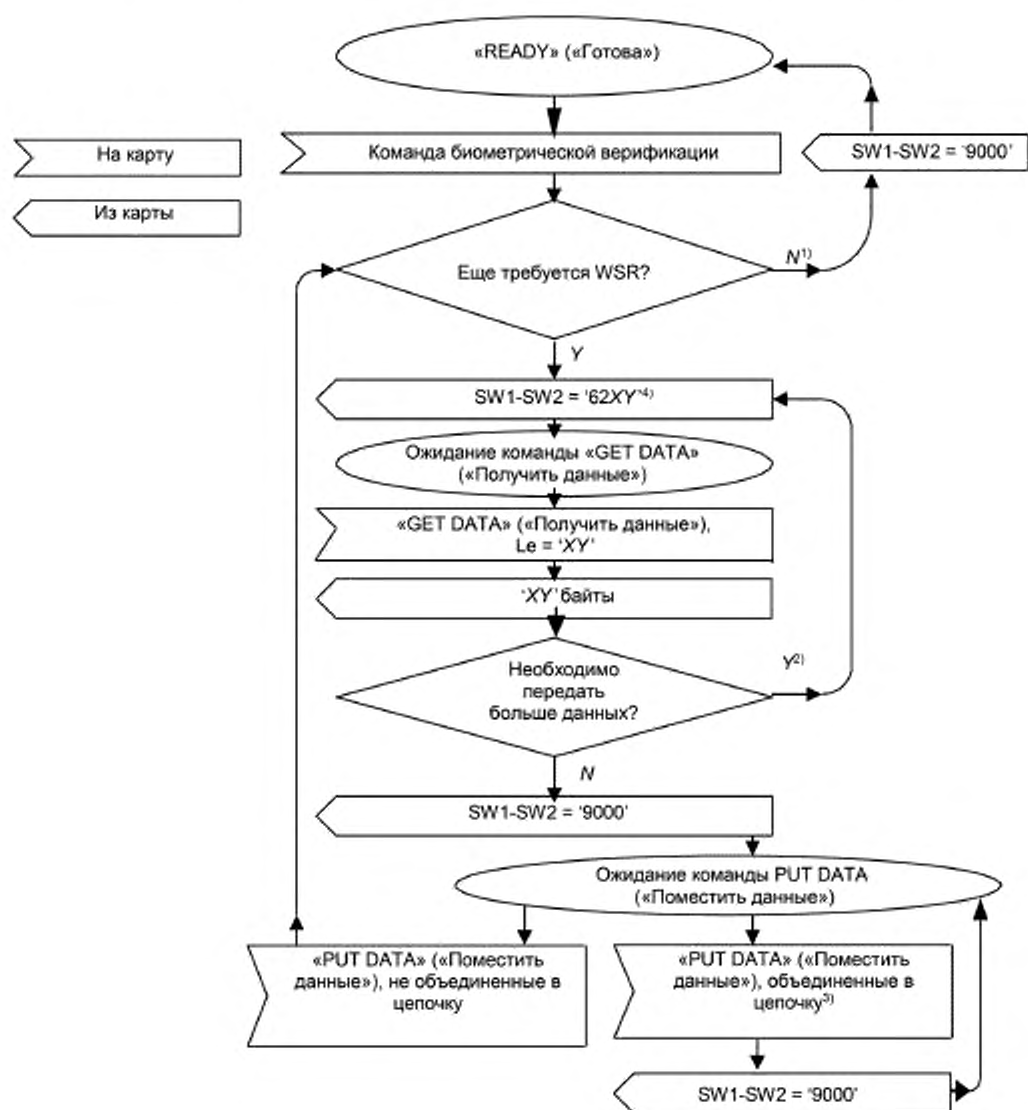 «READY» («Готова»)
На карту
Команда биометрической верификации
SW1-SW2 = ‘9000’
Из карты
Еще требуется WSR?
N1)
Y
SW1-SW2 = ‘62XY’4)
Ожидание команды «GET DATA»
(«Получить данные»)
«GET DATA» («Получить данные»),
Le = ‘XY’
‘XY’ байты
Необходимо
передать
больше данных?
Y2)
N
SW1-SW2 = ‘9000’
Ожидание команды PUT DATA
(«Поместить данные»)
«PUT DATA» («Поместить
данные»), не объединенные в
цепочку
«PUT DATA» («Поместить
данные»), объединенные в
цепочку3)
SW1-SW2 = ‘9000’